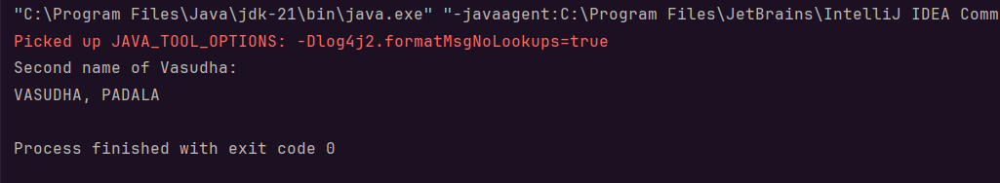 "C:\Program Files\Java\jdk-21\bin\java.exe" "-javaagent:C:\Program Files\JetBrains\IntelliJ IDEA Comm
Picked up JAVA_TOOL_OPTIONS: -Dlog4j2.formatMsgNoLookups=true
Second name of Vasudha:
VASUDHA, PADALA
Process finished with exit code 0